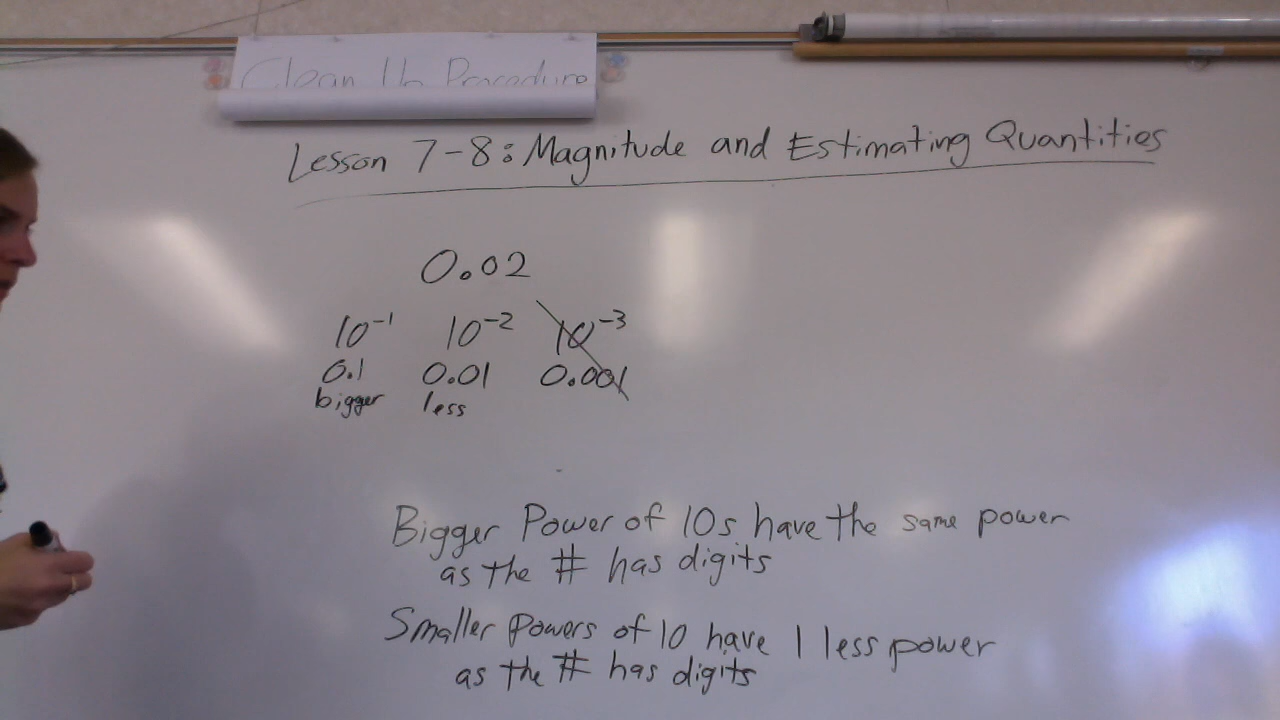 Clean Up Procedure
Lesson 7-8: Magnitude and Estimating Quantities
0.02
10⁻¹ 10⁻² 10⁻³
0.1 0.01 0.001
bigger less
Bigger Power of 10s have the same power
as the # has digits
Smaller Powers of 10 have 1 less power
as the # has digits